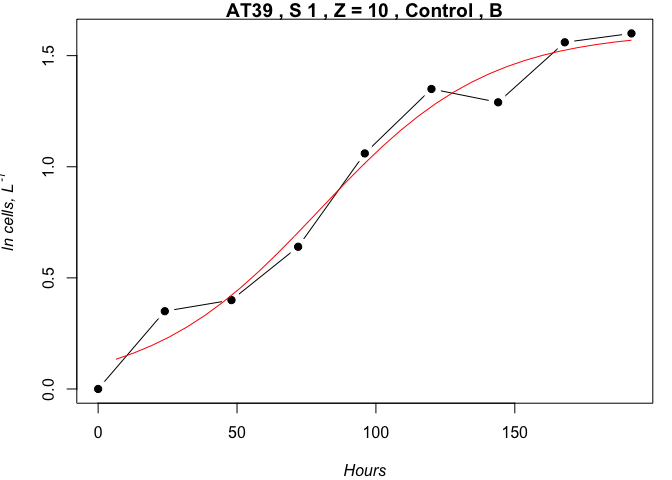 AT39 , S 1 , Z = 10 , Control , B
ln cells, L⁻¹
1.5
1.0
0.5
0.0
0 50 100 150
Hours